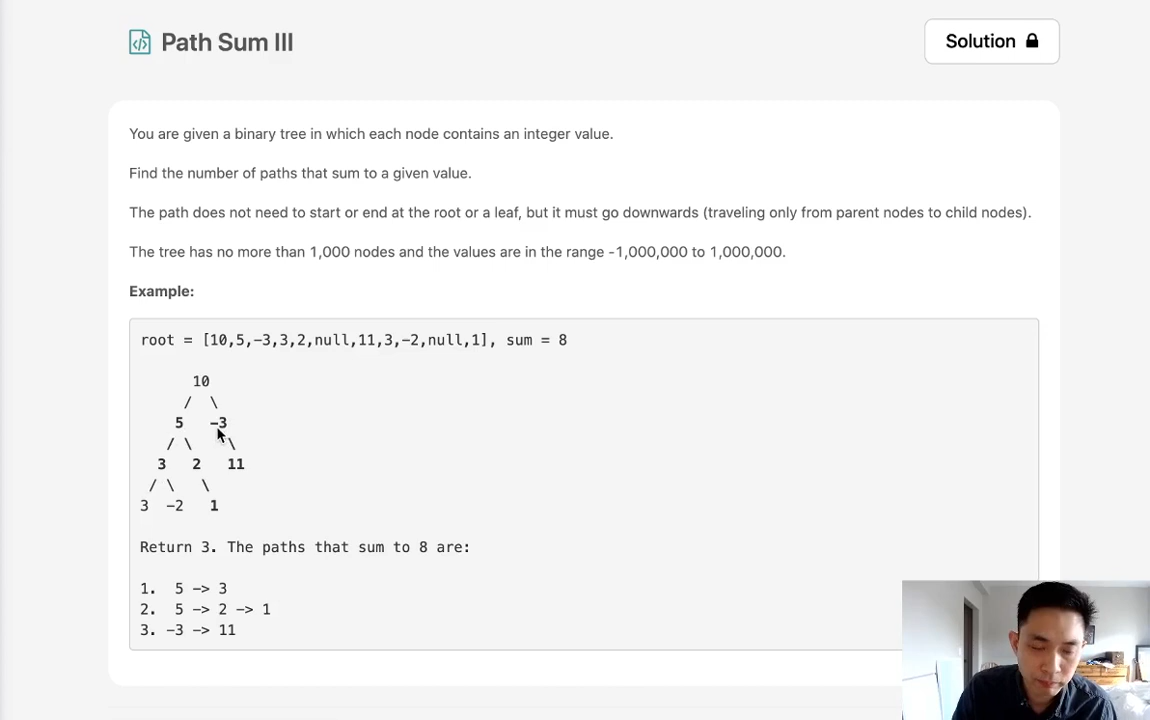 Path Sum III
Solution
You are given a binary tree in which each node contains an integer value.
Find the number of paths that sum to a given value.
The path does not need to start or end at the root or a leaf, but it must go downwards (traveling only from parent nodes to child nodes).
The tree has no more than 1,000 nodes and the values are in the range -1,000,000 to 1,000,000.
Example:
root = [10,5,-3,3,2,null,11,3,-2,null,1], sum = 8
10
/ \
5 -3
/ \ \
3 2 11
/ \ \
3 -2 1
Return 3. The paths that sum to 8 are:
1. 5 -> 3
2. 5 -> 2 -> 1
3. -3 -> 11